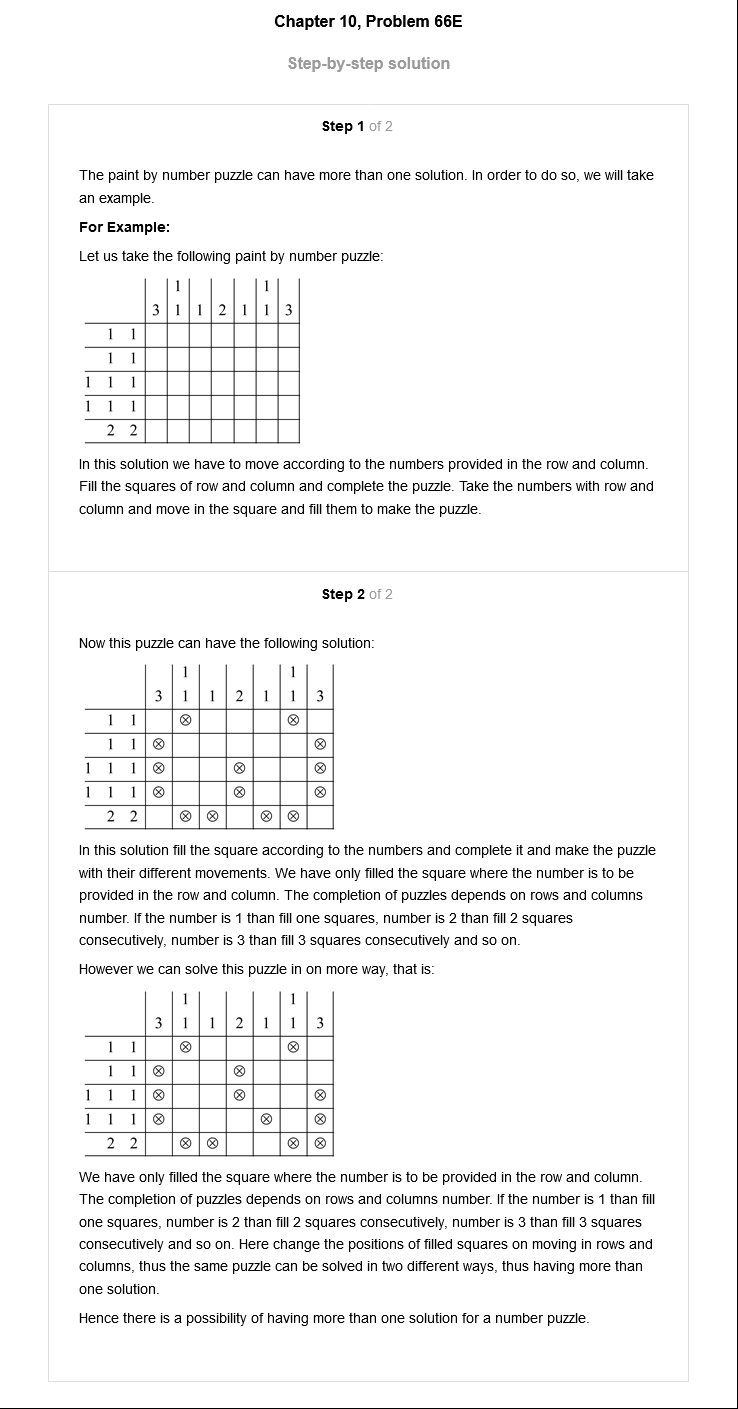 Chapter 10, Problem 66E
Step-by-step solution
Step 1 of 2
The paint by number puzzle can have more than one solution. In order to do so, we will take
an example.
For Example:
Let us take the following paint by number puzzle:
1 1
3 1 1 2 1 1 3
1 1
1 1
1 1 1
1 1 1
2 2
In this solution we have to move according to the numbers provided in the row and column.
Fill the squares of row and column and complete the puzzle. Take the numbers with row and
column and move in the square and fill them to make the puzzle.
Step 2 of 2
Now this puzzle can have the following solution:
1 1
3 1 1 2 1 1 3
1 1 ⊗ ⊗
1 1 ⊗ ⊗
1 1 1 ⊗ ⊗ ⊗
1 1 1 ⊗ ⊗ ⊗
2 2 ⊗ ⊗ ⊗ ⊗
In this solution fill the square according to the numbers and complete it and make the puzzle
with their different movements. We have only filled the square where the number is to be
provided in the row and column. The completion of puzzles depends on rows and columns
number. If the number is 1 than fill one squares, number is 2 than fill 2 squares
consecutively, number is 3 than fill 3 squares consecutively and so on.
However we can solve this puzzle in on more way, that is:
1 1
3 1 1 2 1 1 3
1 1 ⊗ ⊗
1 1 ⊗ ⊗
1 1 1 ⊗ ⊗ ⊗
1 1 1 ⊗ ⊗ ⊗
2 2 ⊗ ⊗ ⊗ ⊗
We have only filled the square where the number is to be provided in the row and column.
The completion of puzzles depends on rows and columns number. If the number is 1 than fill
one squares, number is 2 than fill 2 squares consecutively, number is 3 than fill 3 squares
consecutively and so on. Here change the positions of filled squares on moving in rows and
columns, thus the same puzzle can be solved in two different ways, thus having more than
one solution.
Hence there is a possibility of having more than one solution for a number puzzle.